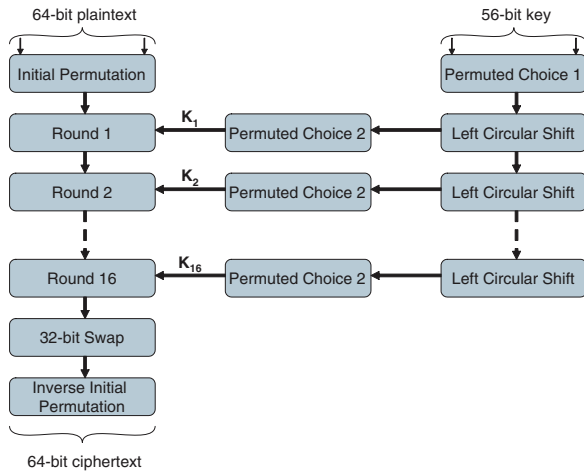 64-bit plaintext
56-bit key
Initial Permutation
Permuted Choice 1
K1
Round 1
Permuted Choice 2
Left Circular Shift
K2
Round 2
Permuted Choice 2
Left Circular Shift
K16
Round 16
Permuted Choice 2
Left Circular Shift
32-bit Swap
Inverse Initial
Permutation
64-bit ciphertext